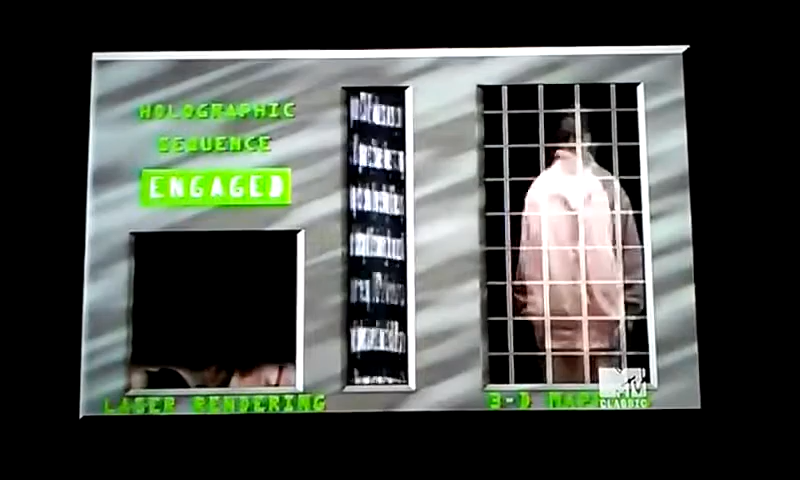 HOLOGRAPHIC
SEQUENCE
ENGAGED
LASER RENDERING
3-D
MTV
CLASSIC